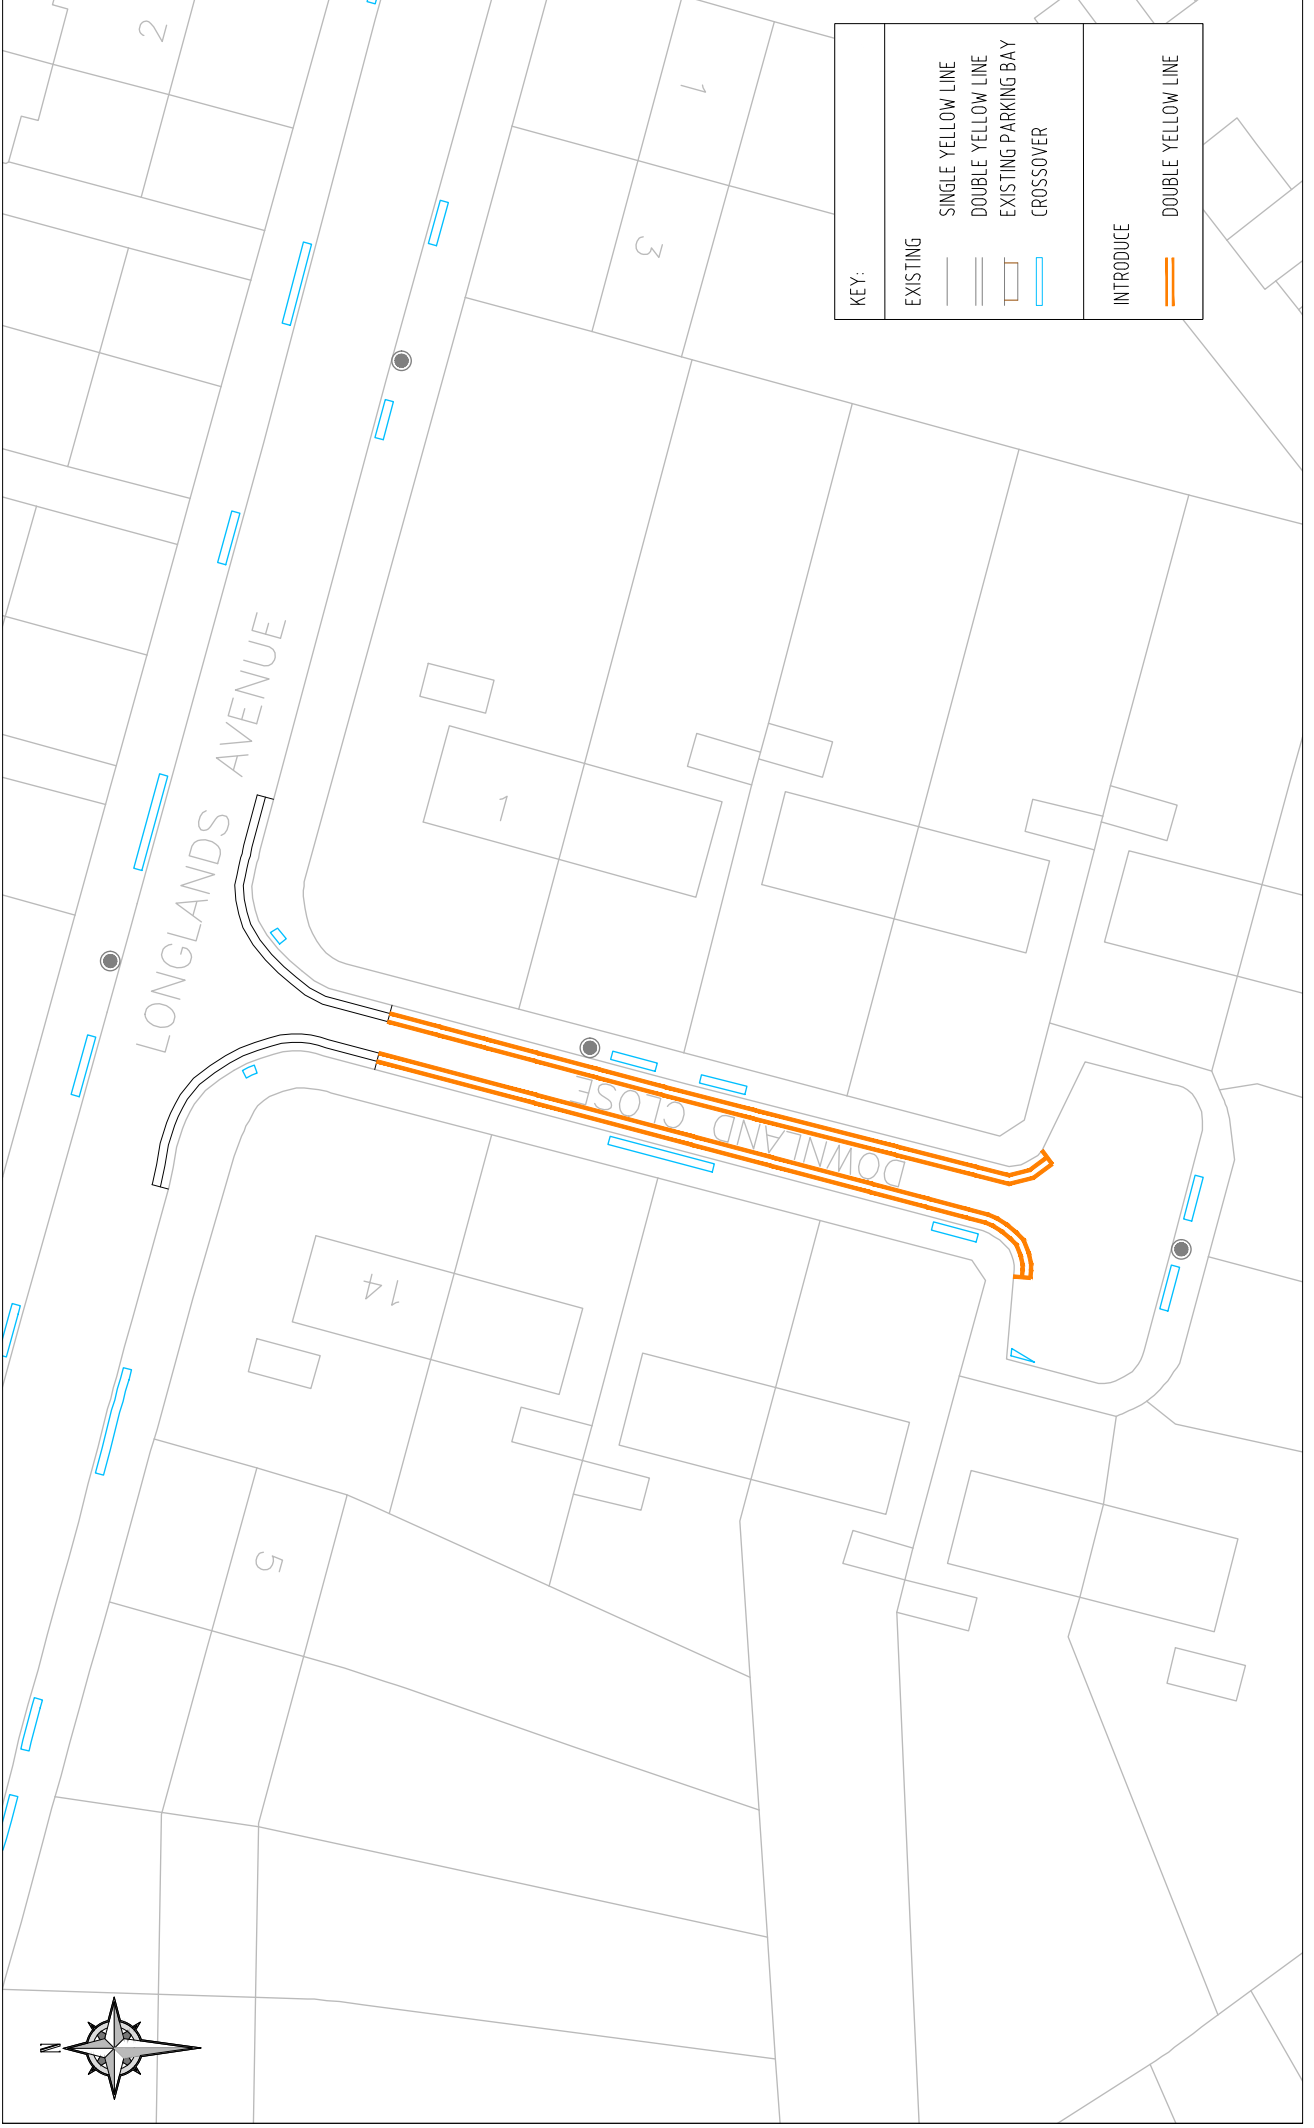 2
1
3
LONGLANDS AVENUE
1
DOWNLAND CLOSE
14
5
N
KEY:
EXISTING
SINGLE YELLOW LINE
DOUBLE YELLOW LINE
EXISTING PARKING BAY
CROSSOVER
INTRODUCE
DOUBLE YELLOW LINE